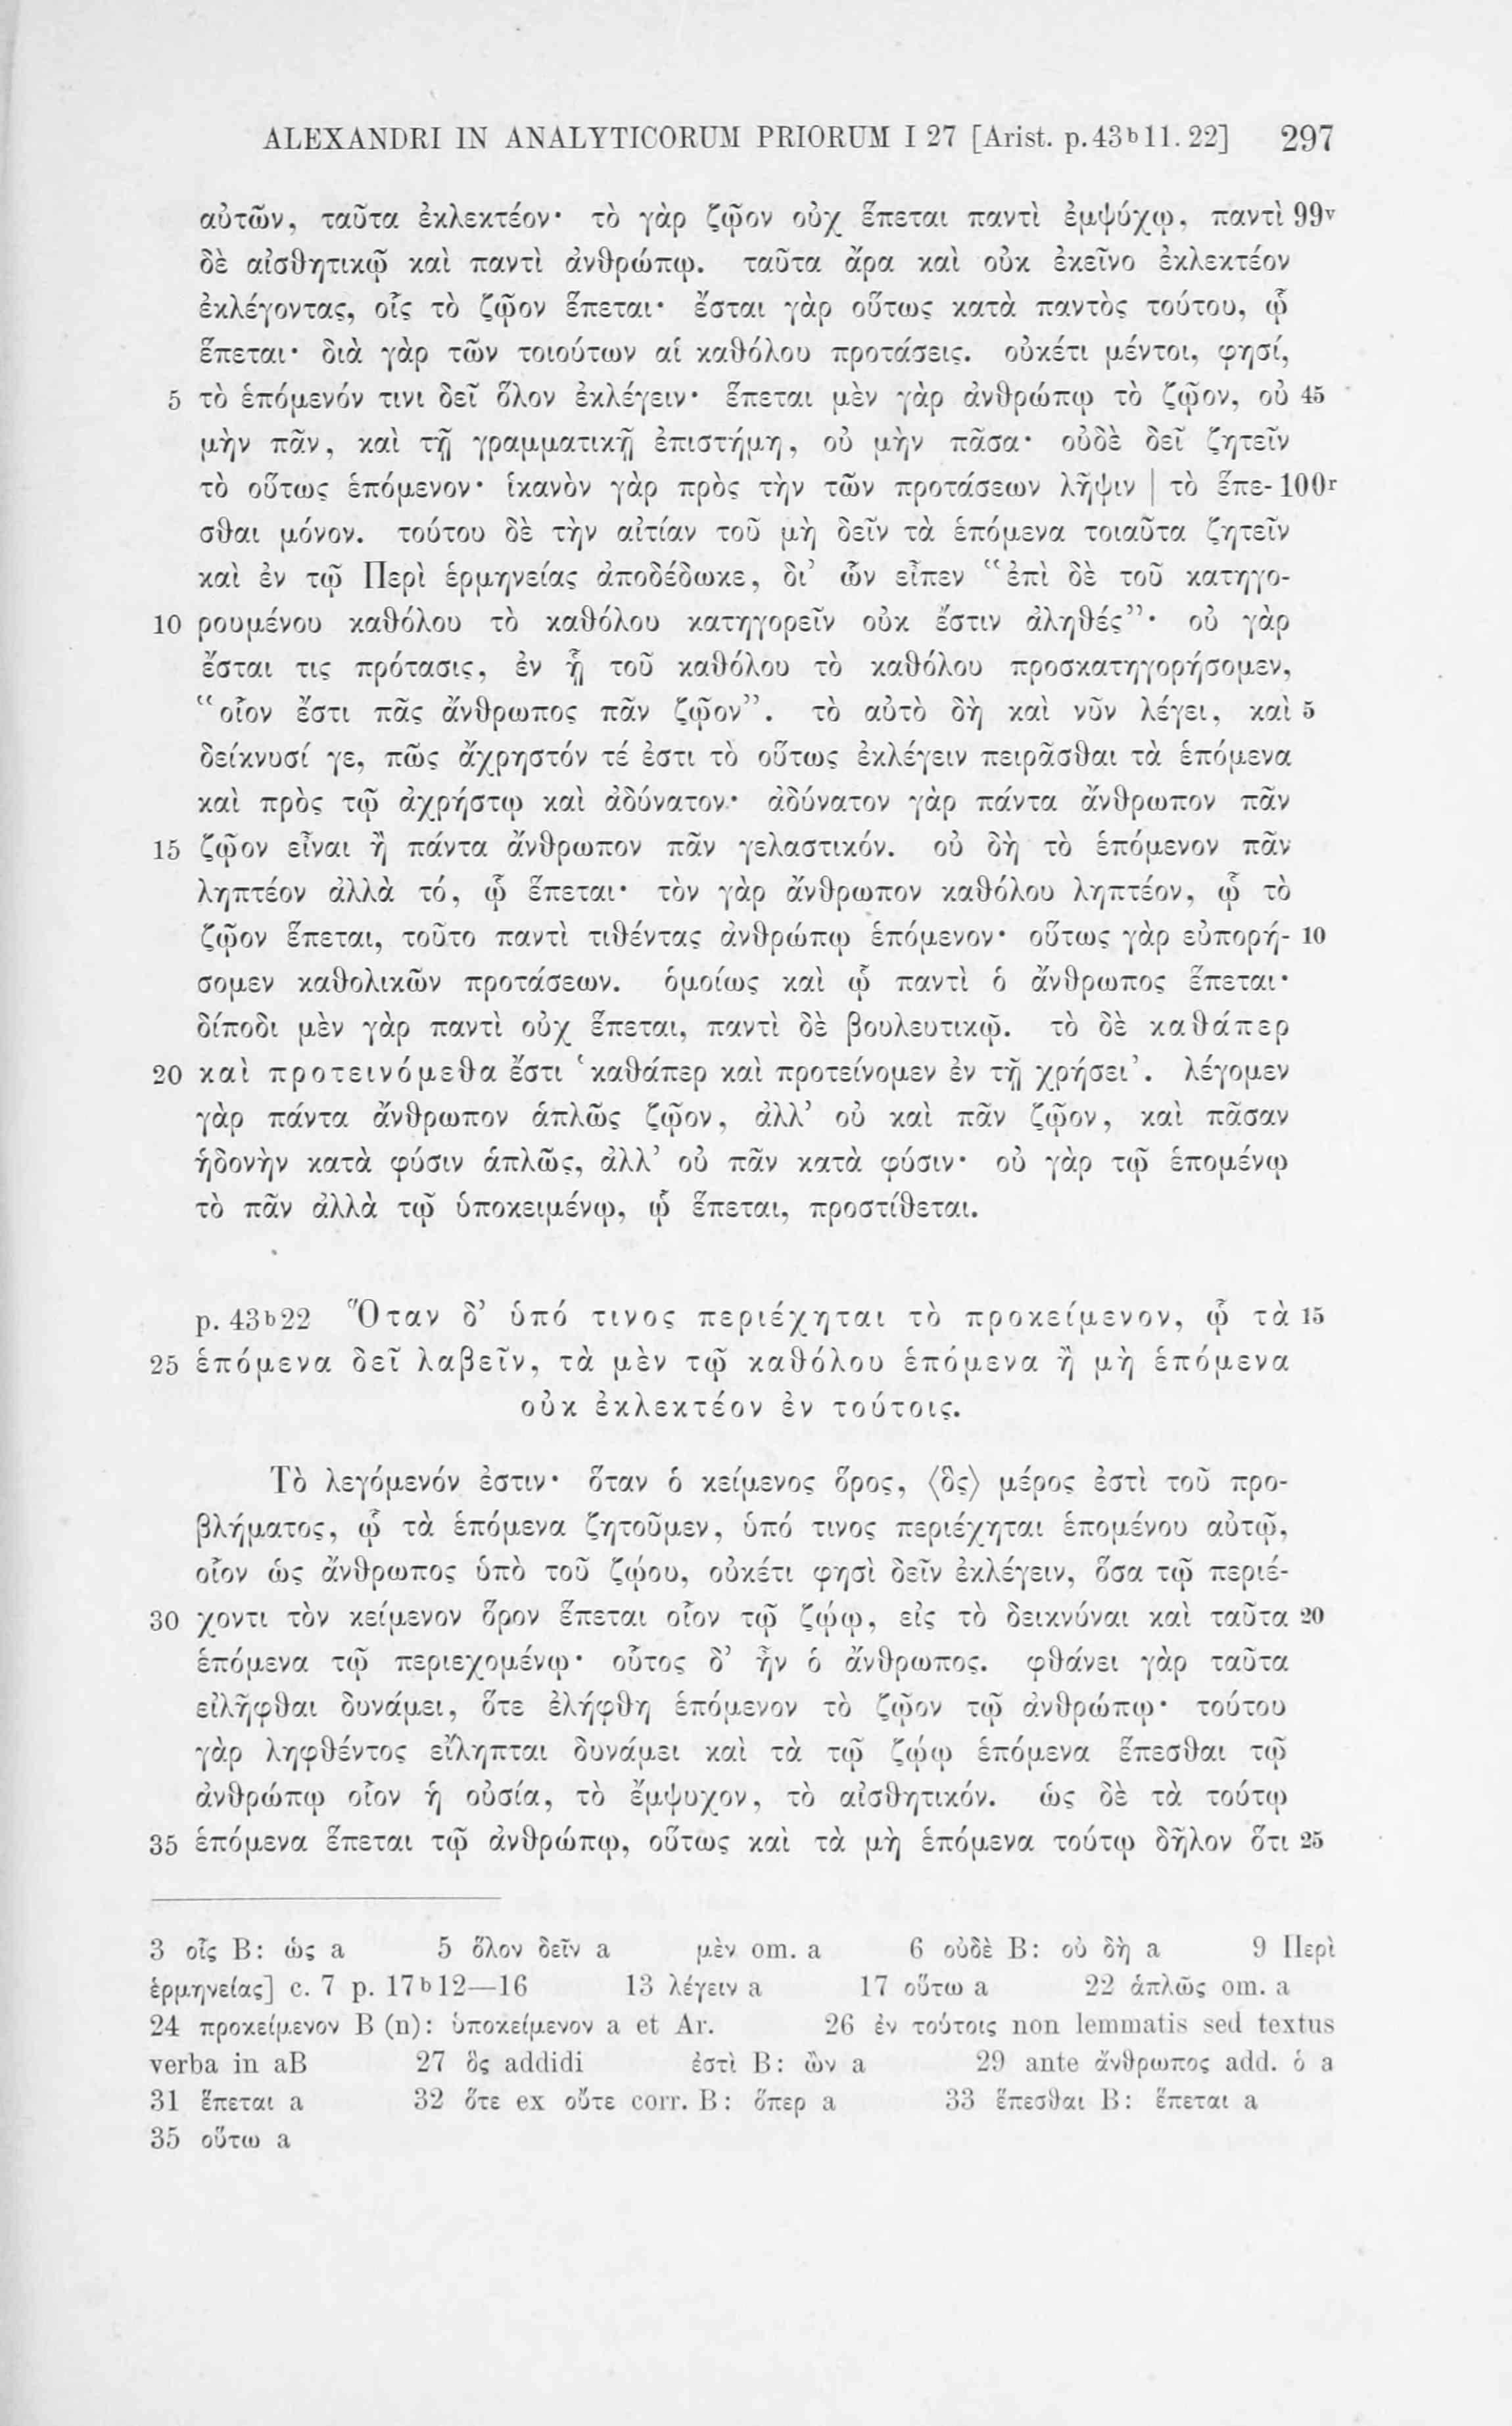 ALEXANDRI IN ANALYTICORUM PRIORUM I 27 [Arist. p. 43ᵇ11. 22] 297
αὐτῶν, ταῦτα ἐκλεκτέον· τὸ γὰρ ζῷον οὐχ ἕπεται παντὶ ἐμψύχῳ, παντὶ 99ᵛ
δὲ αἰσθητικῷ καὶ παντὶ ἀνθρώπῳ. ταῦτα ἄρα καὶ οὐκ ἐκεῖνο ἐκλεκτέον
ἐκλέγοντας, οἷς τὸ ζῷον ἕπεται· ἔσται γὰρ οὕτως κατὰ παντὸς τούτου, ᾧ
ἕπεται· διὰ γὰρ τῶν τοιούτων αἱ καθόλου προτάσεις. οὐκέτι μέντοι, φησί,
5 τὸ ἑπόμενόν τινι δεῖ ὅλον ἐκλέγειν· ἕπεται μὲν γὰρ ἀνθρώπῳ τὸ ζῷον, οὐ 45
μὴν πᾶν, καὶ τῇ γραμματικῇ ἐπιστήμη, οὐ μὴν πᾶσα· οὐδὲ δεῖ ζητεῖν
τὸ οὕτως ἑπόμενον· ἱκανὸν γὰρ πρὸς τὴν τῶν προτάσεων λῆψιν | τὸ ἕπε- 100ʳ
σθαι μόνον. τούτου δὲ τὴν αἰτίαν τοῦ μὴ δεῖν τὰ ἑπόμενα τοιαῦτα ζητεῖν
καὶ ἐν τῷ Περὶ ἑρμηνείας ἀποδέδωκε, δι’ ὧν εἶπεν “ἐπὶ δὲ τοῦ κατηγο-
10 ρουμένου καθόλου τὸ καθόλου κατηγορεῖν οὐκ ἔστιν ἀληθές”· οὐ γὰρ
ἔσται τις πρότασις, ἐν ᾗ τοῦ καθόλου τὸ καθόλου προσκατηγορήσομεν,
“οἷον ἔστι πᾶς ἄνθρωπος πᾶν ζῷον”. τὸ αὐτὸ δὴ καὶ νῦν λέγει, καὶ 5
δείκνυσί γε, πῶς ἄχρηστόν τέ ἐστι τὸ οὕτως ἐκλέγειν πειρᾶσθαι τὰ ἑπόμενα
καὶ πρὸς τῷ ἀχρήστῳ καὶ ἀδύνατον· ἀδύνατον γὰρ πάντα ἄνθρωπον πᾶν
15 ζῷον εἶναι ἢ πάντα ἄνθρωπον πᾶν γελαστικόν. οὐ δὴ τὸ ἑπόμενον πᾶν
ληπτέον ἀλλὰ τό, ᾧ ἕπεται· τὸν γὰρ ἄνθρωπον καθόλου ληπτέον, ᾧ τὸ
ζῷον ἕπεται, τοῦτο παντὶ τιθέντας ἀνθρώπῳ ἑπόμενον· οὕτως γὰρ εὐπορή- 10
σομεν καθολικῶν προτάσεων. ὁμοίως καὶ ᾧ παντὶ ὁ ἄνθρωπος ἕπεται·
δίποδι μὲν γὰρ παντὶ οὐχ ἕπεται, παντὶ δὲ βουλευτικῷ. τὸ δὲ καθάπερ
20 καὶ προτεινόμεθα ἔστι ‘καθάπερ καὶ προτείνομεν ἐν τῇ χρήσει’. λέγομεν
γὰρ πάντα ἄνθρωπον ἁπλῶς ζῷον, ἀλλ’ οὐ καὶ πᾶν ζῷον, καὶ πᾶσαν
ἡδονὴν κατὰ φύσιν ἁπλῶς, ἀλλ’ οὐ πᾶν κατὰ φύσιν· οὐ γὰρ τῷ ἑπομένῳ
τὸ πᾶν ἀλλὰ τῷ ὑποκειμένῳ, ᾧ ἕπεται, προστίθεται.
p. 43ᵇ22 Ὅταν δ’ ὑπό τινος περιέχηται τὸ προκείμενον, ᾧ τὰ 15
25 ἑπόμενα δεῖ λαβεῖν, τὰ μὲν τῷ καθόλου ἑπόμενα ἢ μὴ ἑπόμενα
οὐκ ἐκλεκτέον ἐν τούτοις.
Τὸ λεγόμενόν ἐστιν· ὅταν ὁ κείμενος ὅρος, ⟨ὃς⟩ μέρος ἐστὶ τοῦ προ-
βλήματος, ᾧ τὰ ἑπόμενα ζητοῦμεν, ὑπό τινος περιέχηται ἑπομένου αὐτῷ,
οἷον ὡς ἄνθρωπος ὑπὸ τοῦ ζῴου, οὐκέτι φησὶ δεῖν ἐκλέγειν, ὅσα τῷ περιέ-
30 χοντι τὸν κείμενον ὅρον ἕπεται οἷον τῷ ζῴῳ, εἰς τὸ δεικνύναι καὶ ταῦτα 20
ἑπόμενα τῷ περιεχομένῳ· οὗτος δ’ ἦν ὁ ἄνθρωπος. φθάνει γὰρ ταῦτα
εἰλῆφθαι δυνάμει, ὅτε ἐλήφθη ἑπόμενον τὸ ζῷον τῷ ἀνθρώπῳ· τούτου
γὰρ ληφθέντος εἴληπται δυνάμει καὶ τὰ τῷ ζῴῳ ἑπόμενα ἕπεσθαι τῷ
ἀνθρώπῳ οἷον ἡ οὐσία, τὸ ἔμψυχον, τὸ αἰσθητικόν. ὡς δὲ τὰ τούτῳ
35 ἑπόμενα ἕπεται τῷ ἀνθρώπῳ, οὕτως καὶ τὰ μὴ ἑπόμενα τούτῳ δῆλον ὅτι 25
3 οἷς B: ὡς a 5 ὅλον δεῖν a μὲν om. a 6 οὐδὲ B: οὐ δὴ a 9 Περὶ
ἑρμηνείας] c. 7 p. 17ᵇ12—16 13 λέγειν a 17 οὕτω a 22 ἁπλῶς om. a
24 προκείμενον B (n): ὑποκείμενον a et Ar. 26 ἐν τούτοις non lemmatis sed textus
verba in aB 27 ὃς addidi ἐστὶ B: ὢν a 29 ante ἄνθρωπος add. ὁ a
31 ἕπεται a 32 ὅτε ex οὔτε corr. B: ὅπερ a 33 ἕπεσθαι B: ἕπεται a
35 οὕτω a